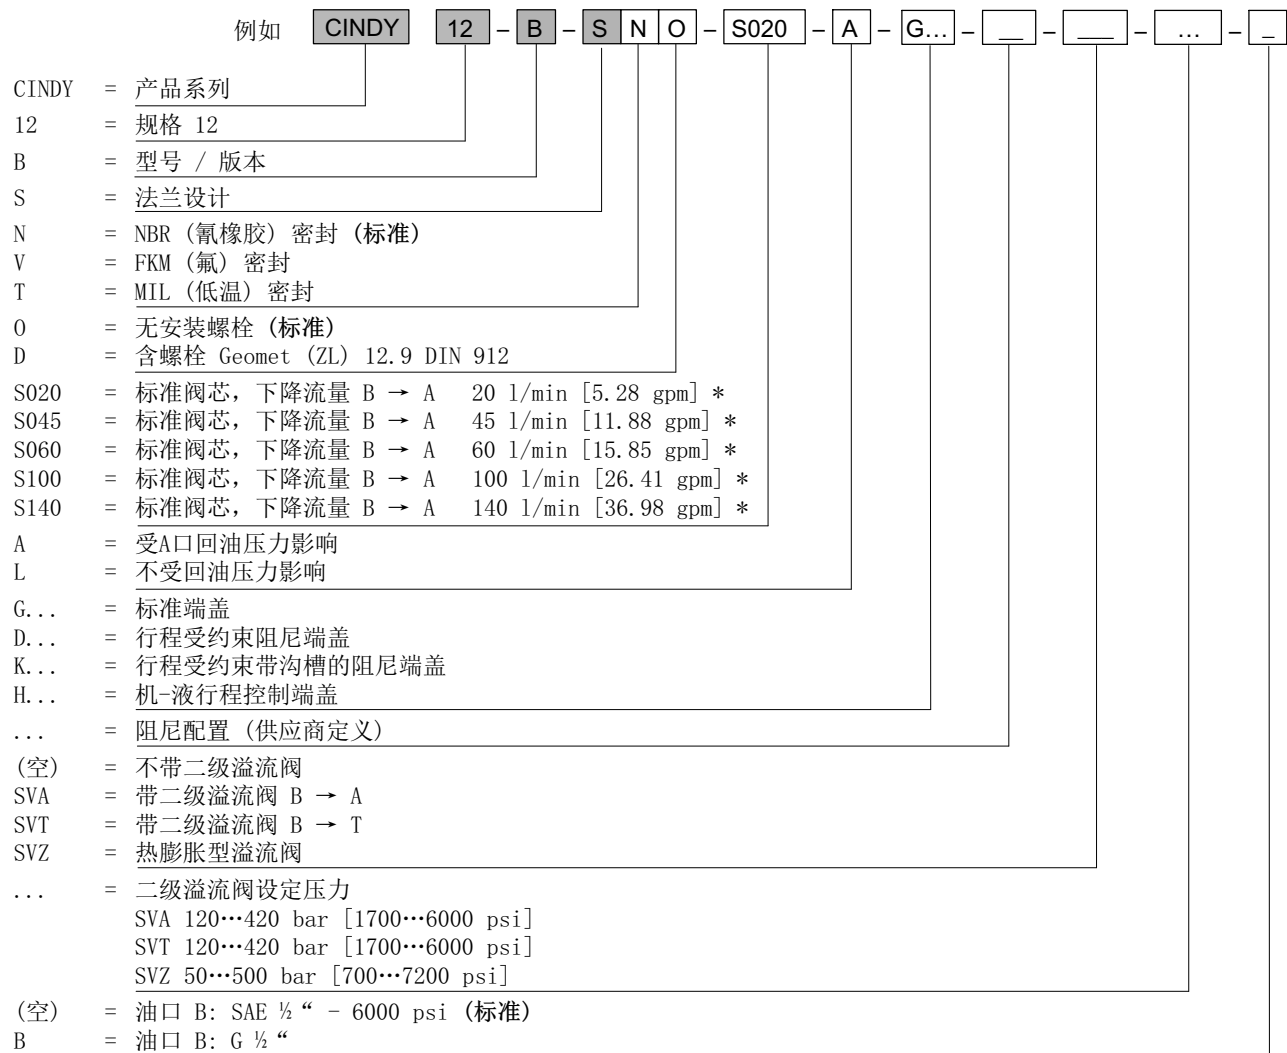 例如 CINDY 12 – B – S N O – S020 – A – G... – __ – ___ – ... – _
CINDY = 产品系列
12 = 规格 12
B = 型号 / 版本
S = 法兰设计
N = NBR (氰橡胶) 密封 (标准)
V = FKM (氟) 密封
T = MIL (低温) 密封
O = 无安装螺栓 (标准)
D = 含螺栓 Geomet (ZL) 12.9 DIN 912
S020 = 标准阀芯, 下降流量 B → A 20 l/min [5.28 gpm] *
S045 = 标准阀芯, 下降流量 B → A 45 l/min [11.88 gpm] *
S060 = 标准阀芯, 下降流量 B → A 60 l/min [15.85 gpm] *
S100 = 标准阀芯, 下降流量 B → A 100 l/min [26.41 gpm] *
S140 = 标准阀芯, 下降流量 B → A 140 l/min [36.98 gpm] *
A = 受A口回油压力影响
L = 不受回油压力影响
G... = 标准端盖
D... = 行程受约束阻尼端盖
K... = 行程受约束带沟槽的阻尼端盖
H... = 机-液行程控制端盖
... = 阻尼配置 (供应商定义)
(空) = 不带二级溢流阀
SVA = 带二级溢流阀 B → A
SVT = 带二级溢流阀 B → T
SVZ = 热膨胀型溢流阀
... = 二级溢流阀设定压力
SVA 120…420 bar [1700…6000 psi]
SVT 120…420 bar [1700…6000 psi]
SVZ 50…500 bar [700…7200 psi]
(空) = 油口 B: SAE ½“ - 6000 psi (标准)
B = 油口 B: G ½“